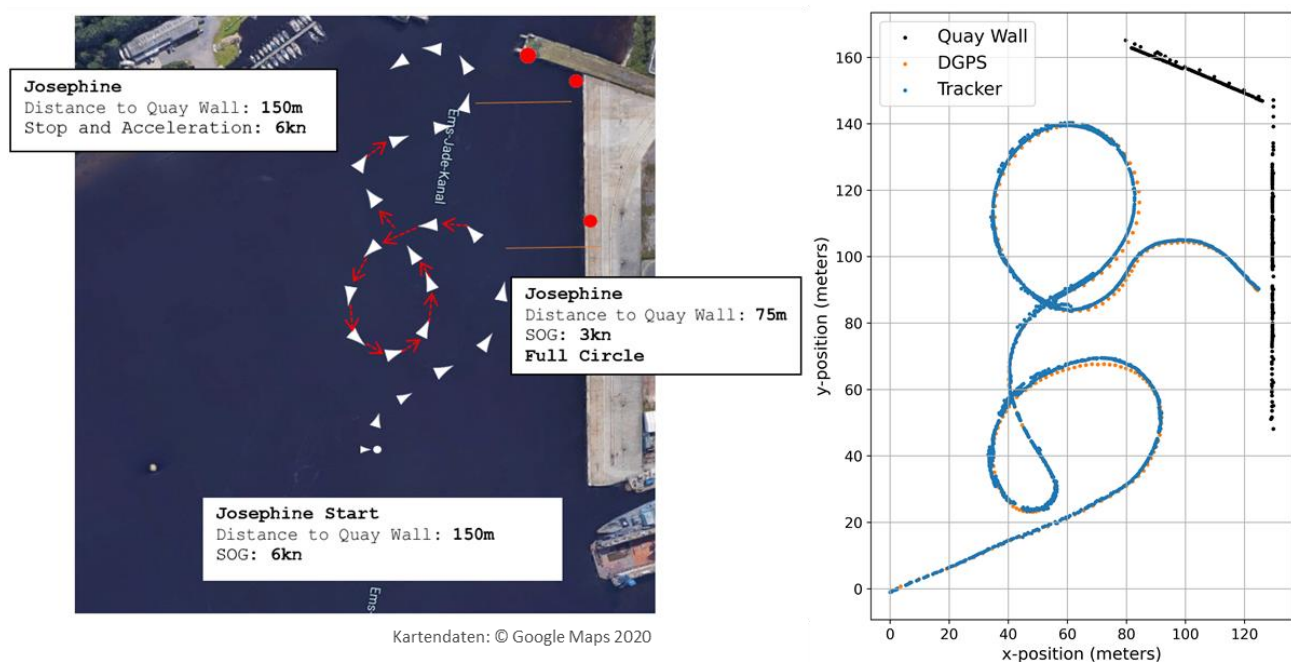 Josephine
Distance to Quay Wall: 150m
Stop and Acceleration: 6kn
Ems-Jade-Kanal
Josephine
Distance to Quay Wall: 75m
SOG: 3kn
Full Circle
Josephine Start
Distance to Quay Wall: 150m
SOG: 6kn
Ems-
Kartendaten: © Google Maps 2020
Quay Wall
DGPS
Tracker
y-position (meters)
160
140
120
100
80
60
40
20
0
0
20
40
60
80
100
120
x-position (meters)